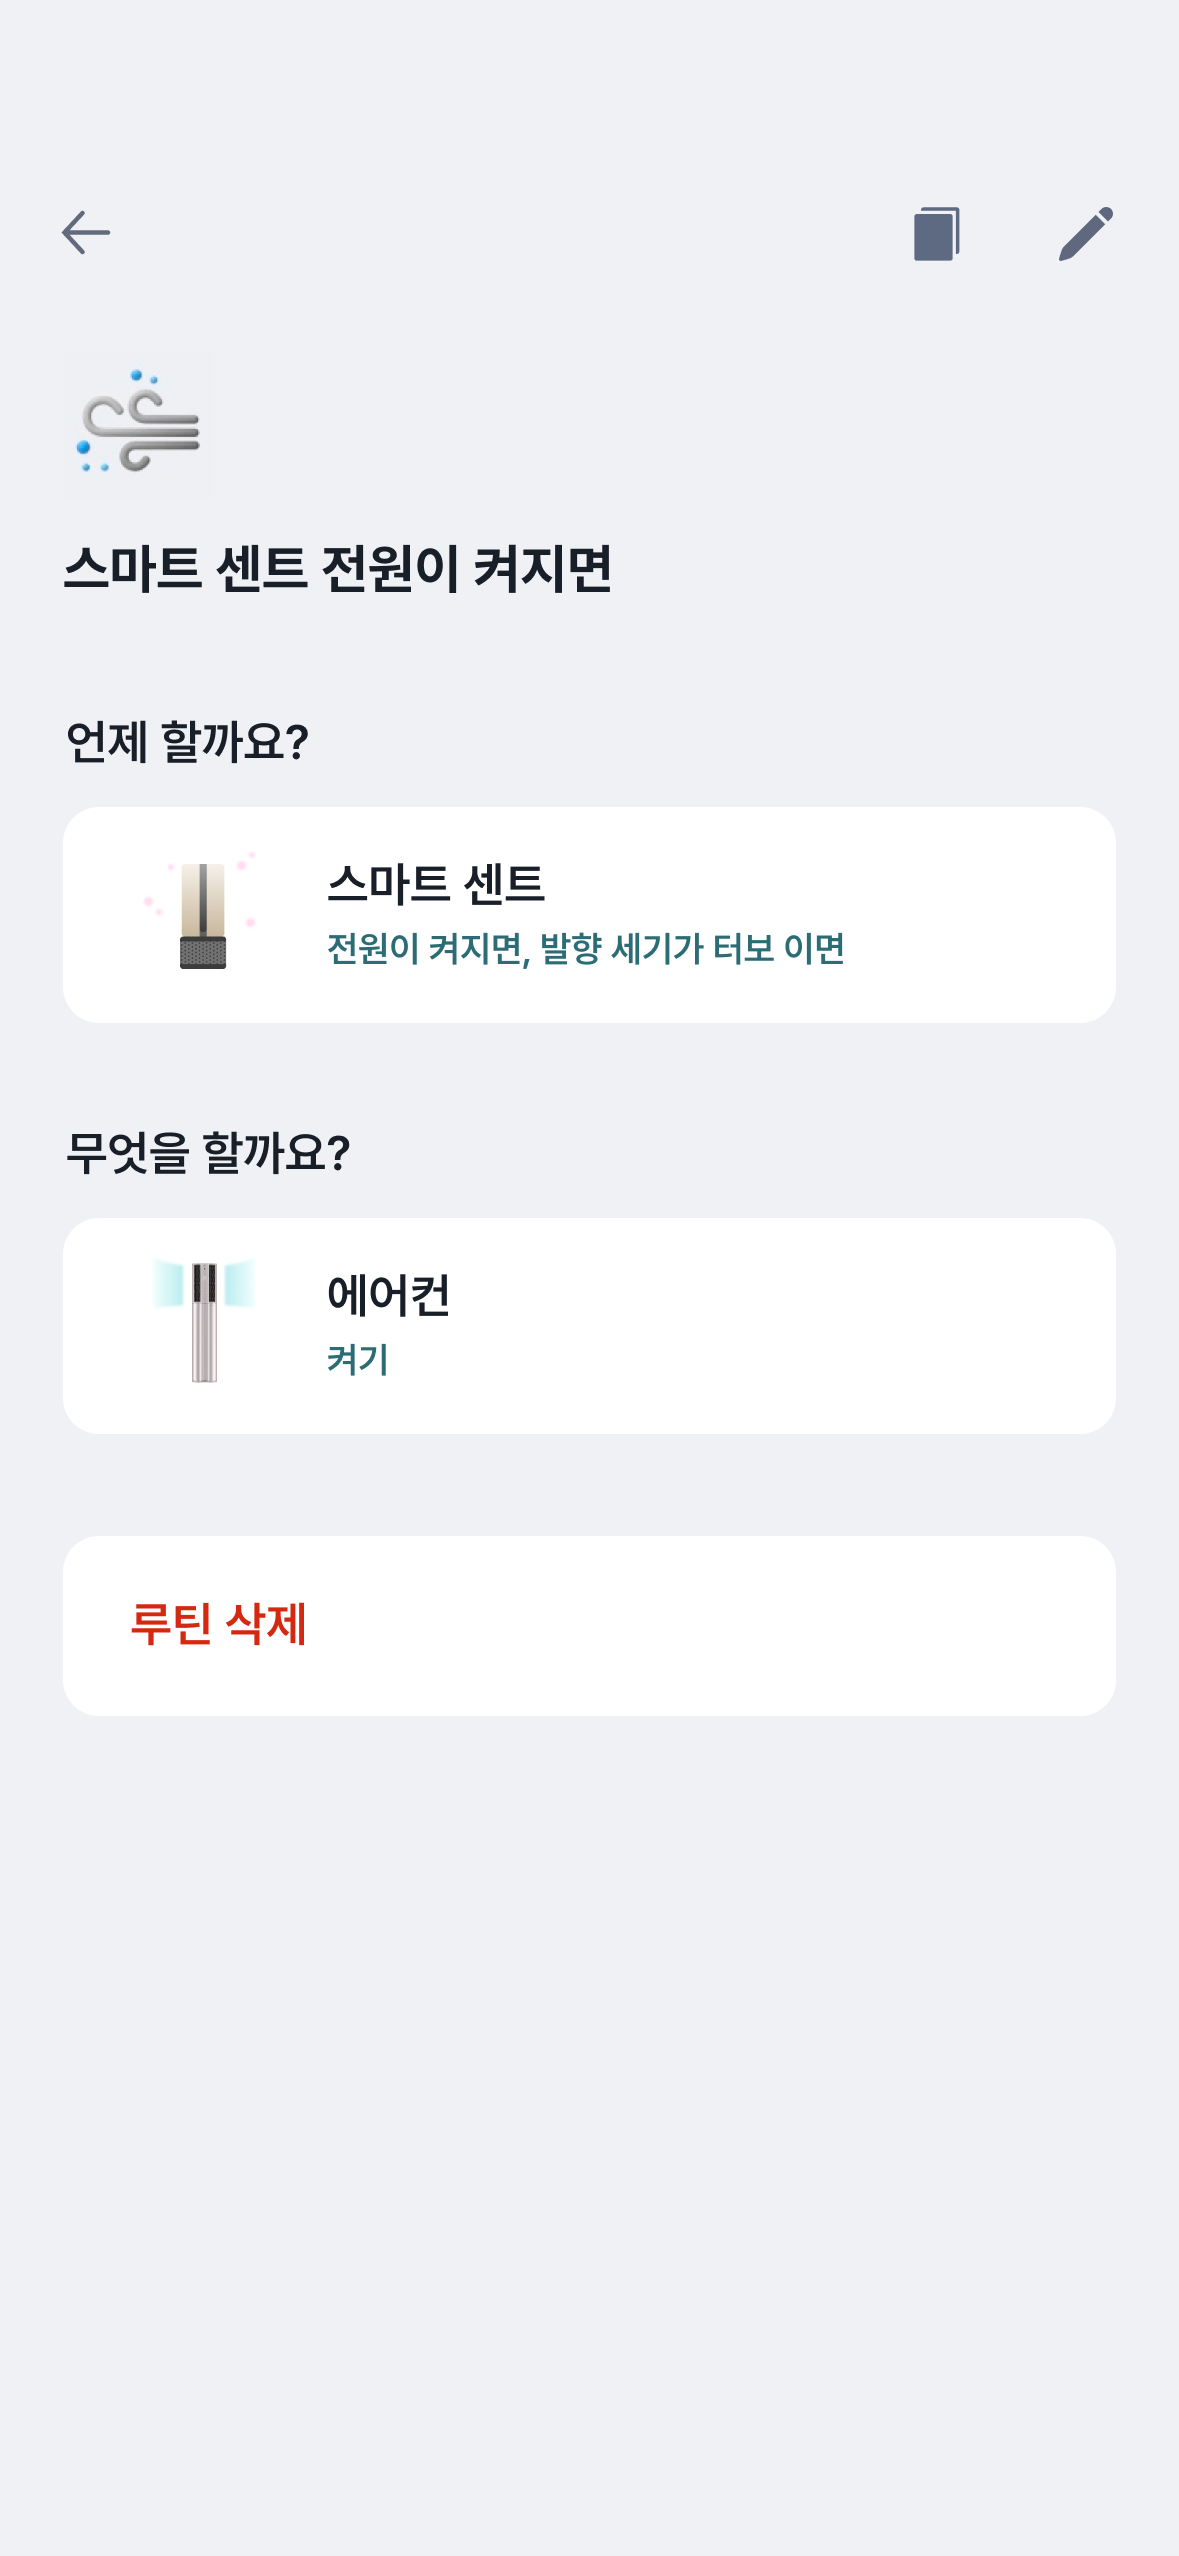 스마트 센트 전원이 켜지면
언제 할까요?
스마트 센트
전원이 켜지면, 발향 세기가 터보 이면
무엇을 할까요?
에어컨
켜기
루틴 삭제